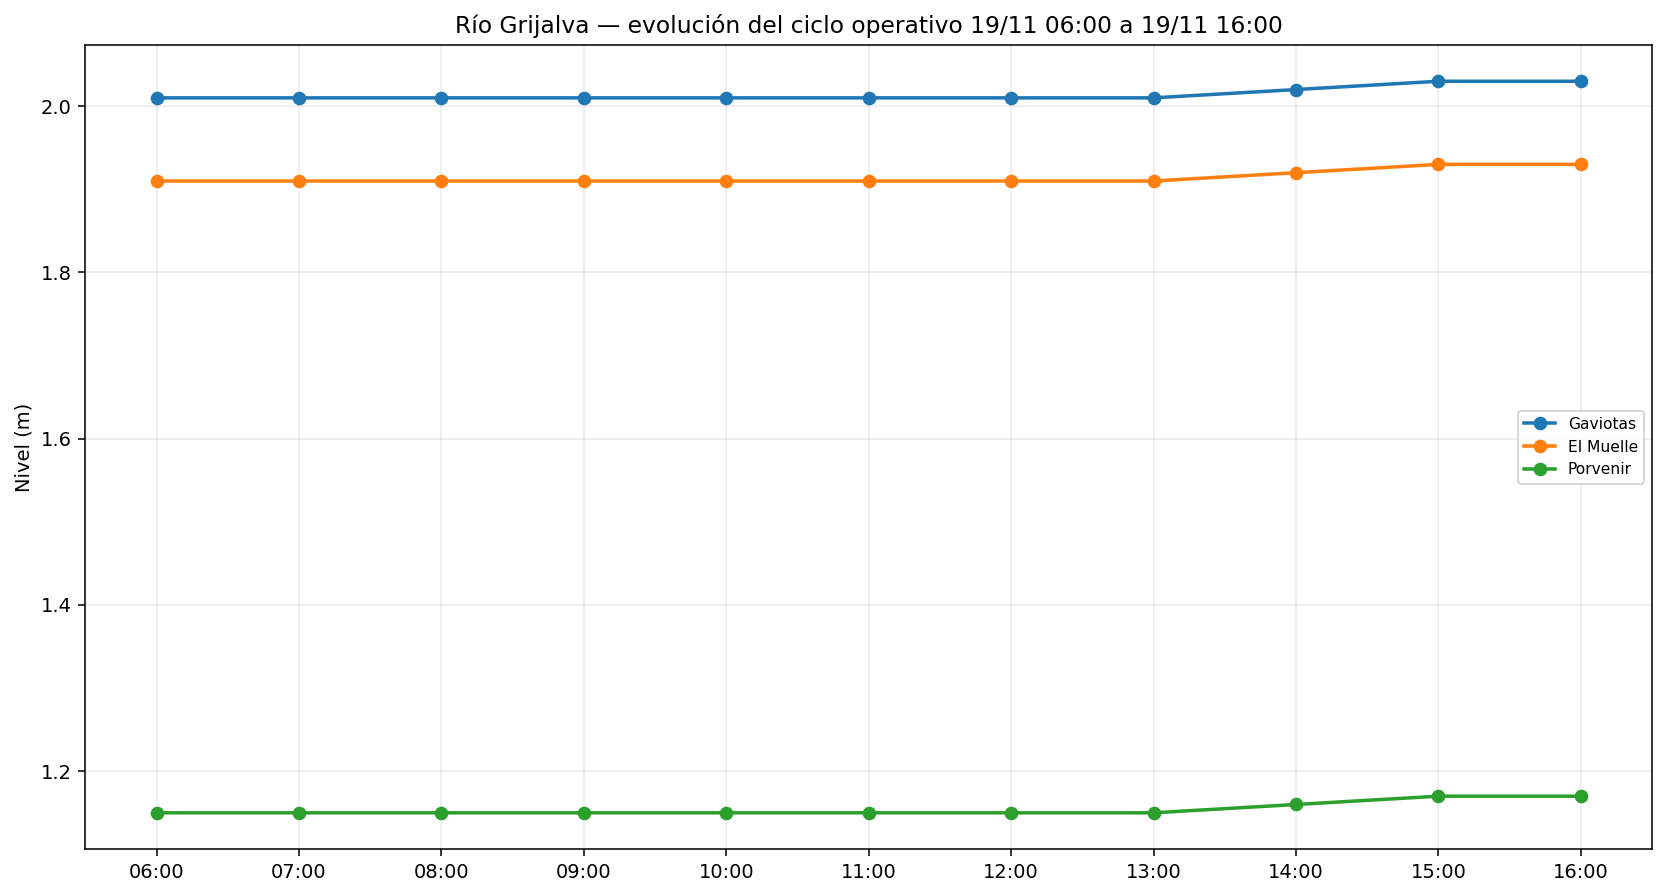 Río Grijalva — evolución del ciclo operativo 19/11 06:00 a 19/11 16:00
Nivel (m)
2.0
1.8
1.6
1.4
1.2
Gaviotas
El Muelle
Porvenir
06:00 07:00 08:00 09:00 10:00 11:00 12:00 13:00 14:00 15:00 16:00